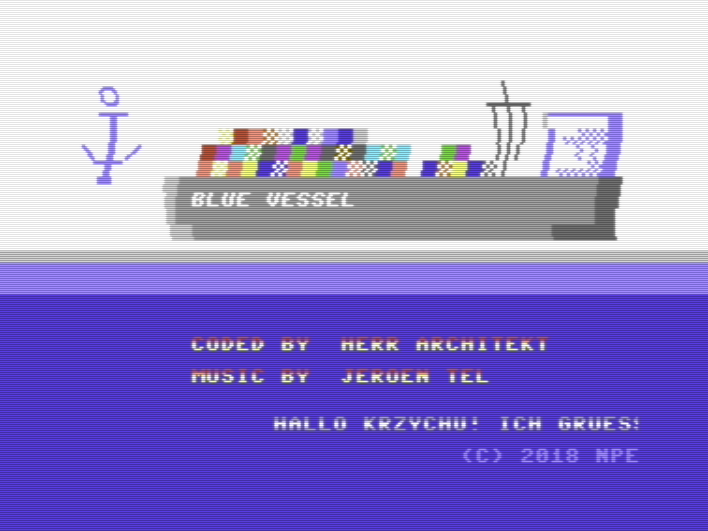 BLUE VESSEL
CODED BY HERR ARCHITEKT
MUSIC BY JEROEN TEL
HALLO KRZYCHU! ICH GRUES
(C) 2018 NPE